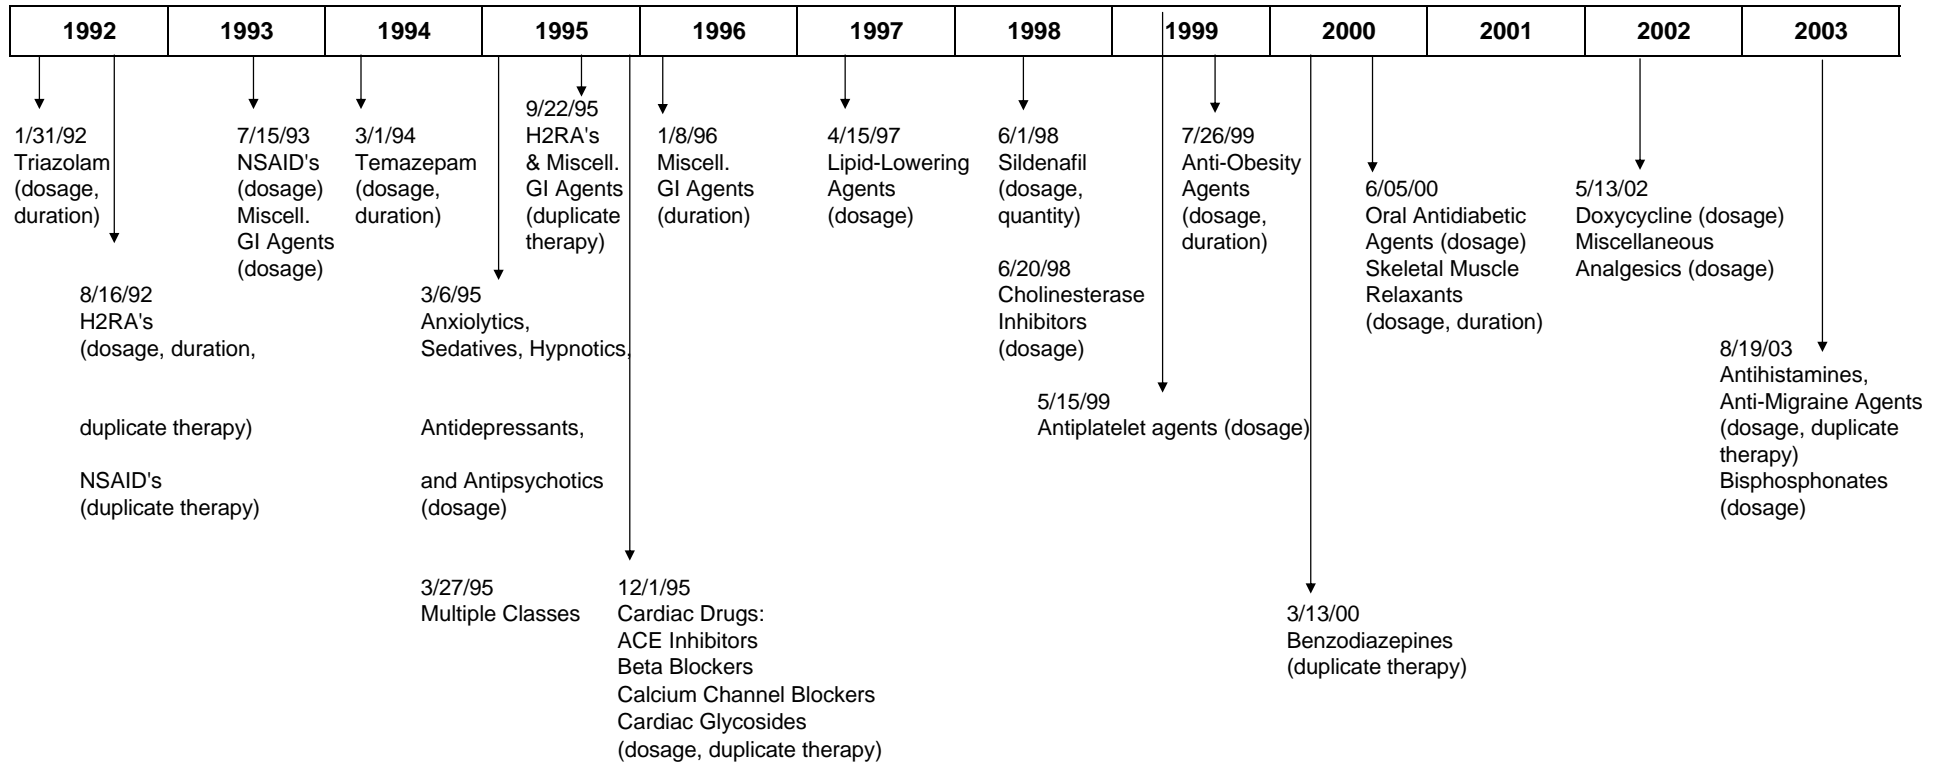 1992 1993 1994 1995 1996 1997 1998 1999 2000 2001 2002 2003
1/31/92
Triazolam
(dosage,
duration)
8/16/92
H2RA's
(dosage, duration,
duplicate therapy)
NSAID's
(duplicate therapy)
7/15/93
NSAID's
(dosage)
Miscell.
GI Agents
(dosage)
3/1/94
Temazepam
(dosage,
duration)
3/6/95
Anxiolytics,
Sedatives, Hypnotics,
Antidepressants,
and Antipsychotics
(dosage)
3/27/95
Multiple Classes
9/22/95
H2RA's
& Miscell.
GI Agents
(duplicate
therapy)
12/1/95
Cardiac Drugs:
ACE Inhibitors
Beta Blockers
Calcium Channel Blockers
Cardiac Glycosides
(dosage, duplicate therapy)
1/8/96
Miscell.
GI Agents
(duration)
4/15/97
Lipid-Lowering
Agents
(dosage)
6/1/98
Sildenafil
(dosage,
quantity)
6/20/98
Cholinesterase
Inhibitors
(dosage)
5/15/99
Antiplatelet agents (dosage)
7/26/99
Anti-Obesity
Agents
(dosage,
duration)
3/13/00
Benzodiazepines
(duplicate therapy)
6/05/00
Oral Antidiabetic
Agents (dosage)
Skeletal Muscle
Relaxants
(dosage, duration)
5/13/02
Doxycycline (dosage)
Miscellaneous
Analgesics (dosage)
8/19/03
Antihistamines,
Anti-Migraine Agents
(dosage, duplicate
therapy)
Bisphosphonates
(dosage)